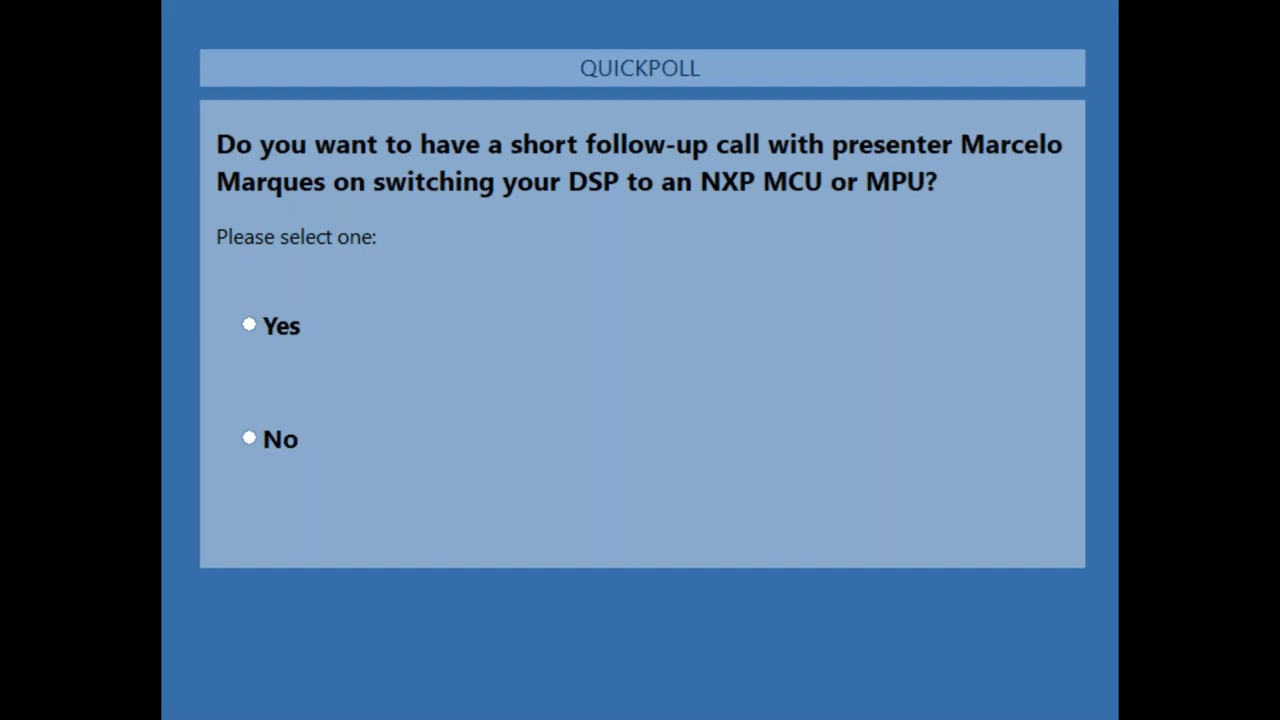 QUICKPOLL
Do you want to have a short follow-up call with presenter Marcelo
Marques on switching your DSP to an NXP MCU or MPU?
Please select one:
Yes
No